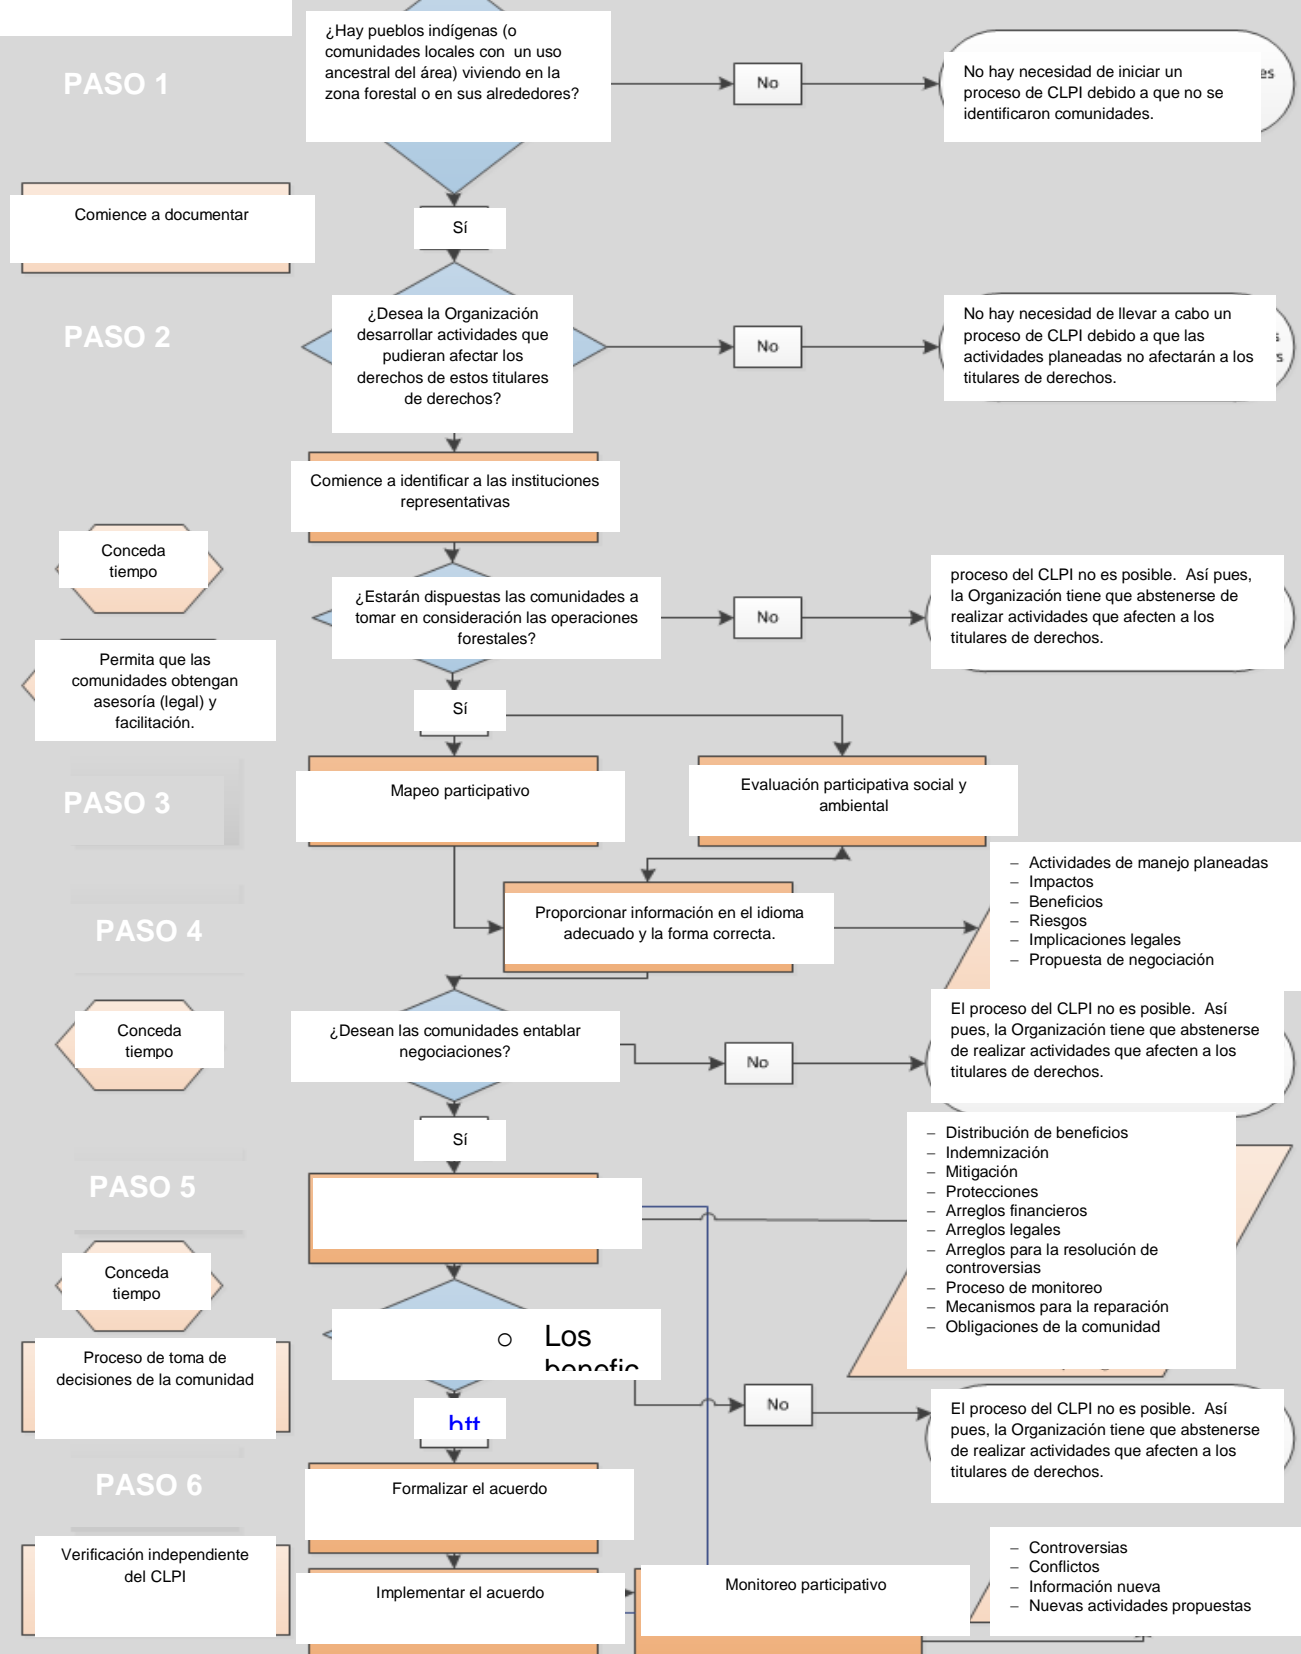 ¿Hay pueblos indígenas (o
comunidades locales con un uso
ancestral del área) viviendo en la
zona forestal o en sus alrededores?
PASO 1
No
No hay necesidad de iniciar un
proceso de CLPI debido a que no se
identificaron comunidades.
es
Comience a documentar
Sí
PASO 2
¿Desea la Organización
desarrollar actividades que
pudieran afectar los
derechos de estos titulares
de derechos?
No
No hay necesidad de llevar a cabo un
proceso de CLPI debido a que las
actividades planeadas no afectarán a los
titulares de derechos.
Comience a identificar a las instituciones
representativas
Conceda
tiempo
¿Estarán dispuestas las comunidades a
tomar en consideración las operaciones
forestales?
No
proceso del CLPI no es posible. Así pues,
la Organización tiene que abstenerse de
realizar actividades que afecten a los
titulares de derechos.
Permita que las
comunidades obtengan
asesoría (legal) y
facilitación.
Sí
PASO 3
Mapeo participativo
Evaluación participativa social y
ambiental
PASO 4
Proporcionar información en el idioma
adecuado y la forma correcta.
– Actividades de manejo planeadas
– Impactos
– Beneficios
– Riesgos
– Implicaciones legales
– Propuesta de negociación
Conceda
tiempo
¿Desean las comunidades entablar
negociaciones?
No
El proceso del CLPI no es posible. Así
pues, la Organización tiene que abstenerse
de realizar actividades que afecten a los
titulares de derechos.
Sí
PASO 5
– Distribución de beneficios
– Indemnización
– Mitigación
– Protecciones
– Arreglos financieros
– Arreglos legales
– Arreglos para la resolución de
controversias
– Proceso de monitoreo
– Mecanismos para la reparación
– Obligaciones de la comunidad
Conceda
tiempo
o Los
Proceso de toma de
decisiones de la comunidad
No
El proceso del CLPI no es posible. Así
pues, la Organización tiene que abstenerse
de realizar actividades que afecten a los
titulares de derechos.
PASO 6
Formalizar el acuerdo
Verificación independiente
del CLPI
Implementar el acuerdo
Monitoreo participativo
– Controversias
– Conflictos
– Información nueva
– Nuevas actividades propuestas